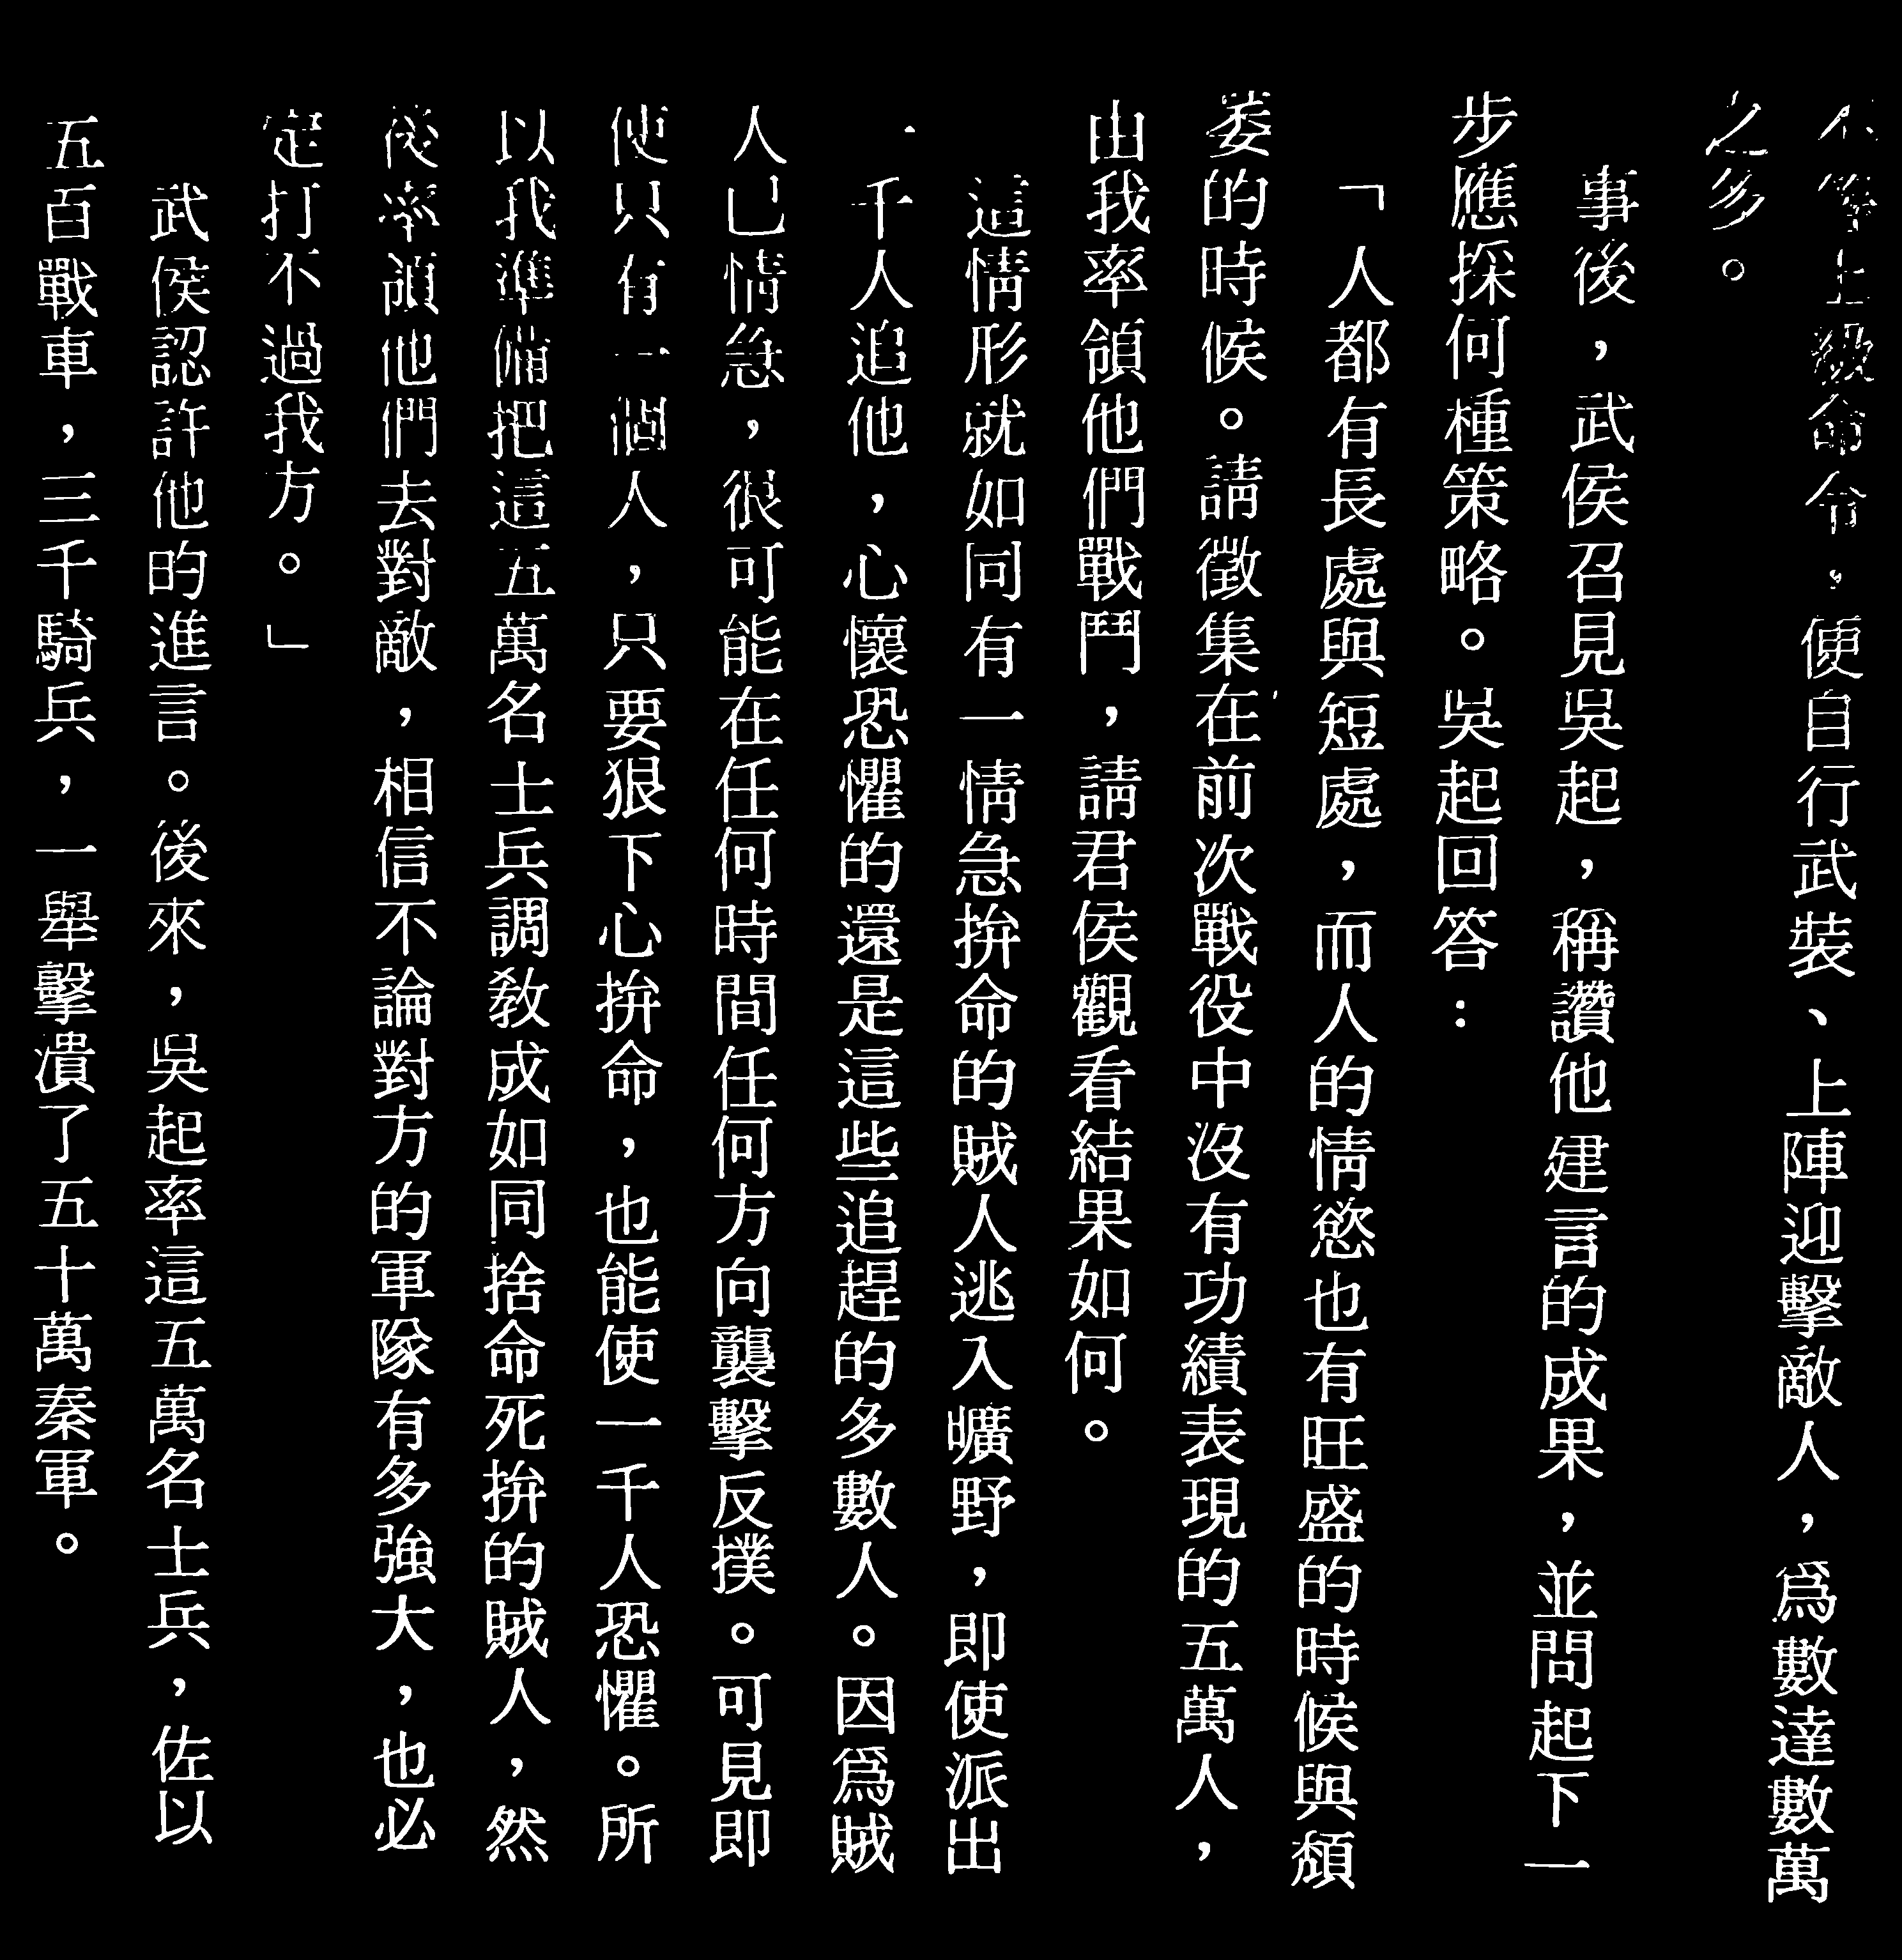 不等上級命令，便自行武裝、上陣迎擊敵人，爲數達數萬
之多。
事後，武侯召見吳起，稱讚他建言的成果，並問起下一
步應採何種策略。吳起回答：
「人都有長處與短處，而人的情慾也有旺盛的時候與頹
萎的時候。請徵集在前次戰役中沒有功績表現的五萬人，
由我率領他們戰鬥，請君侯觀看結果如何。
這情形就如同有一情急拚命的賊人逃入曠野，即使派出
一千人追他，心懷恐懼的還是這些追趕的多數人。因爲賊
人已情急，很可能在任何時間任何方向襲擊反撲。可見即
使只有一個人，只要狠下心拚命，也能使一千人恐懼。所
以我準備把這五萬名士兵調教成如同捨命死拚的賊人，然
後率領他們去對敵，相信不論對方的軍隊有多強大，也必
定打不過我方。」
武侯認許他的進言。後來，吳起率這五萬名士兵，佐以
五百戰車，三千騎兵，一舉擊潰了五十萬秦軍。